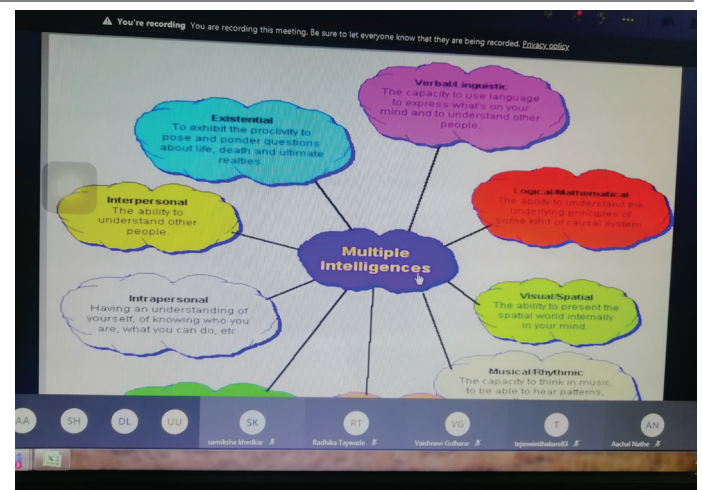 You're recording You are recording this meeting. Be sure to let everyone know that they are being recorded. Privacy policy
Verbal/Linguistic
The capacity to use language
to express what's on your
mind and to understand other
people.
Existential
To exhibit the proclivity to
pose and ponder questions
about life, death and ultimate
realties.
Logical/Mathematical
The ability to understand the
underlying principles of
some kind of causal system.
Interpersonal
The ability to
understand other
people.
Multiple
Intelligences
Intrapersonal
Having an understanding of
yourself, of knowing who you
are, what you can do, etc
Visual/Spatial
The ability to present the
spatial world internally
in your mind.
Musical/Rhythmic
The capacity to think in music,
to be able to hear patterns,
AA SH DL UU SK RT VG T AN
samiksha khedkar Radhika Taywade Vaishnavi Gulhane tejaswinithakare83 Aachal Nathe